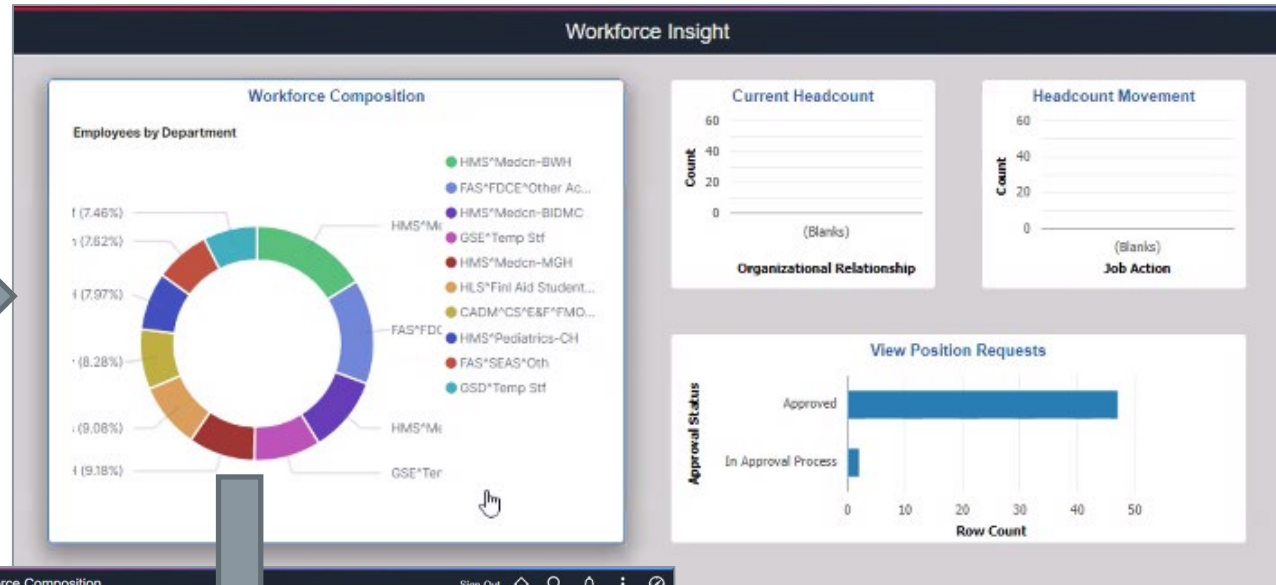 Workforce Insight
Workforce Composition
Employees by Department
HMS^Medcn-BWH
FAS^FDCE^Other Ac...
HMS^Medcn-BIDMC
GSE^Temp Stf
HMS^Medcn-MGH
HLS^Finl Aid Student...
CADM^CS^E&F^FMO...
HMS^Pediatrics-CH
FAS^SEAS^Oth
GSD^Temp Stf
(7.46%)
(7.62%)
(7.97%)
(8.28%)
(9.08%)
(9.18%)
HMS^Me
FAS^FDC
HMS^Me
GSE^Ter
Current Headcount
Count
60
40
20
0
(Blanks)
Organizational Relationship
Headcount Movement
Count
60
40
20
0
(Blanks)
Job Action
View Position Requests
Approval Status
Approved
In Approval Process
0 10 20 30 40 50
Row Count
Composition
Sign Out